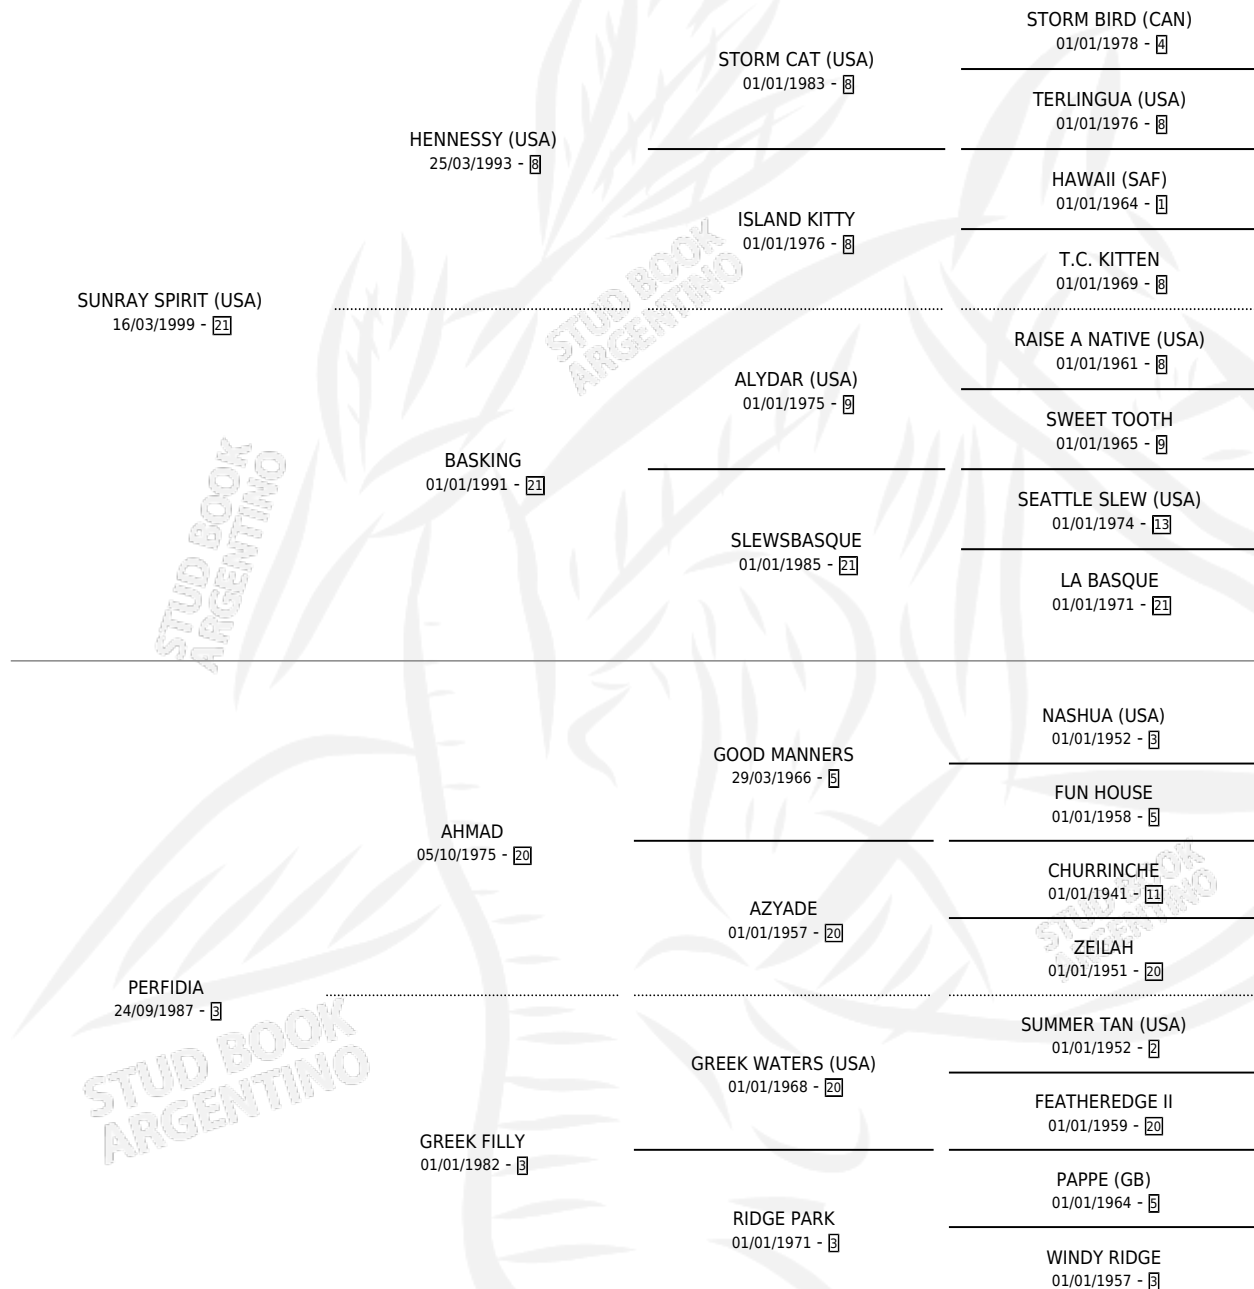 STORM BIRD (CAN)
01/01/1978 - 4
STORM CAT (USA)
01/01/1983 - 8
TERLINGUA (USA)
01/01/1976 - 8
HENNESSY (USA)
25/03/1993 - 8
HAWAII (SAF)
01/01/1964 - 1
ISLAND KITTY
01/01/1976 - 8
T.C. KITTEN
01/01/1969 - 8
SUNRAY SPIRIT (USA)
16/03/1999 - 21
RAISE A NATIVE (USA)
01/01/1961 - 8
ALYDAR (USA)
01/01/1975 - 9
SWEET TOOTH
01/01/1965 - 9
BASKING
01/01/1991 - 21
SEATTLE SLEW (USA)
01/01/1974 - 13
SLEWSBASQUE
01/01/1985 - 21
LA BASQUE
01/01/1971 - 21
NASHUA (USA)
01/01/1952 - 3
GOOD MANNERS
29/03/1966 - 5
FUN HOUSE
01/01/1958 - 5
AHMAD
05/10/1975 - 20
CHURRINCHE
01/01/1941 - 11
AZYADE
01/01/1957 - 20
ZEILAH
01/01/1951 - 20
PERFIDIA
24/09/1987 - 3
SUMMER TAN (USA)
01/01/1952 - 2
GREEK WATERS (USA)
01/01/1968 - 20
FEATHEREDGE II
01/01/1959 - 20
GREEK FILLY
01/01/1982 - 3
PAPPE (GB)
01/01/1964 - 5
RIDGE PARK
01/01/1971 - 3
WINDY RIDGE
01/01/1957 - 3
STUD BOOK
ARGENTINO
STUD BOOK
ARGENTINO
STUD BOOK
ARGENTINO
STUD BOOK
ARGENTINO